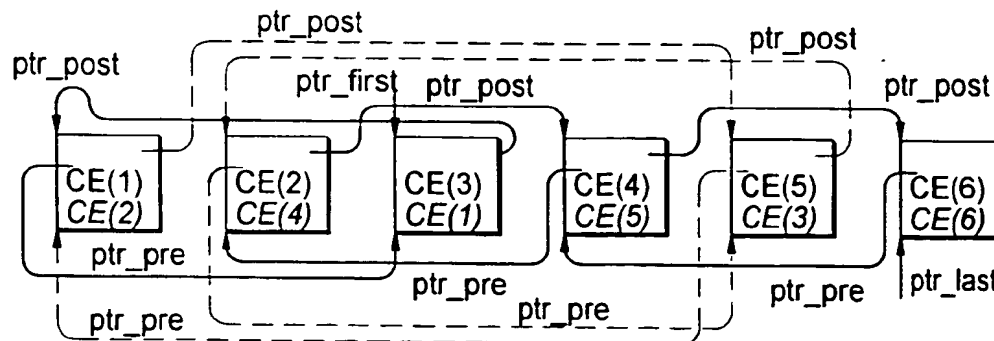 ptr_post
ptr_post
ptr_post
ptr_first
ptr_post
ptr_post
CE(1)
CE(2)
CE(2)
CE(4)
CE(3)
CE(1)
CE(4)
CE(5)
CE(5)
CE(3)
CE(6)
CE(6)
ptr_pre
ptr_pre
ptr_pre
ptr_last
ptr_pre
ptr_pre